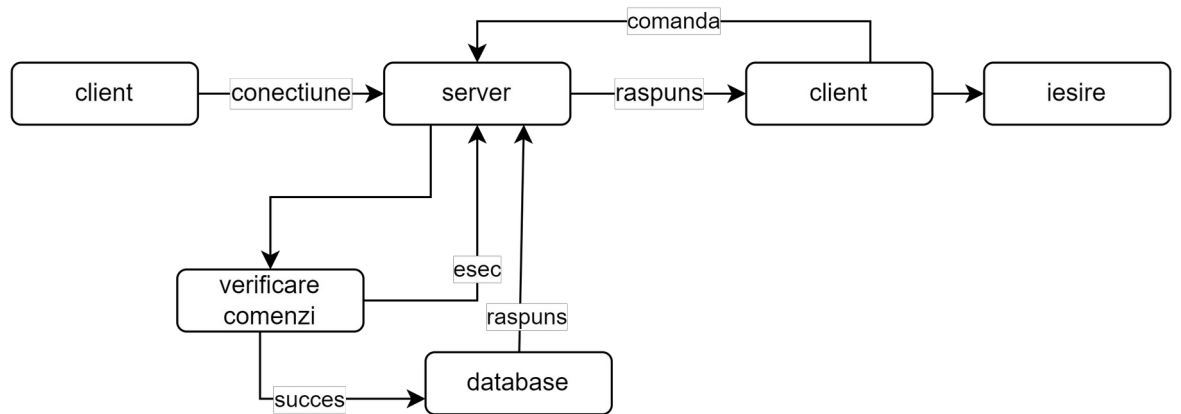 comanda
client
conectiune
server
raspuns
client
iesire
verificare
comenzi
esec
raspuns
database
succes